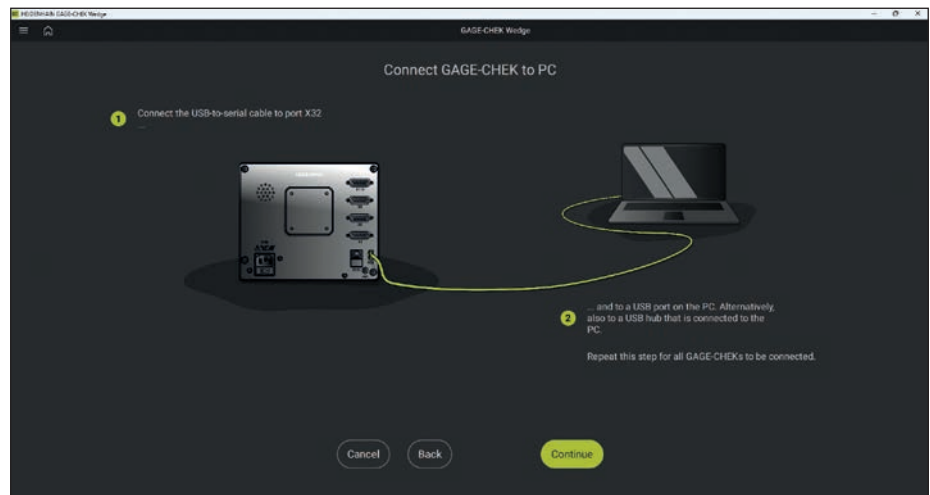 HEIDENHAIN GAGE-CHEK Wedge
GAGE-CHEK Wedge
Connect GAGE-CHEK to PC
1
Connect the USB-to-serial cable to port X32
...
2
... and to a USB port on the PC. Alternatively,
also to a USB hub that is connected to the
PC.
Repeat this step for all GAGE-CHEKs to be connected.
Cancel
Back
Continue